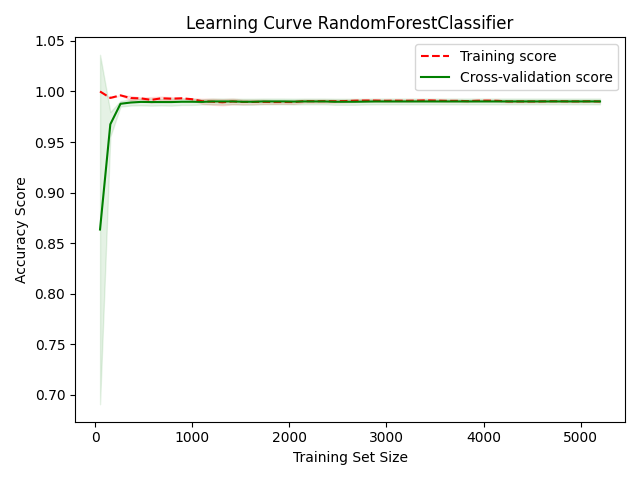 Learning Curve RandomForestClassifier
Training score
Cross-validation score
Accuracy Score
1.05
1.00
0.95
0.90
0.85
0.80
0.75
0.70
0 1000 2000 3000 4000 5000
Training Set Size